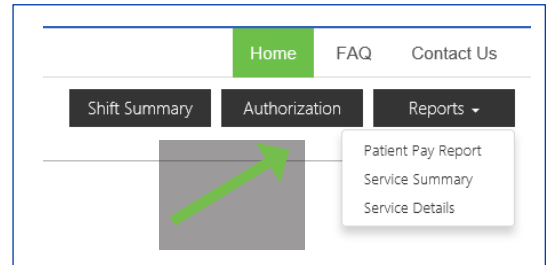 Home FAQ Contact Us
Shift Summary Authorization Reports
Patient Pay Report
Service Summary
Service Details